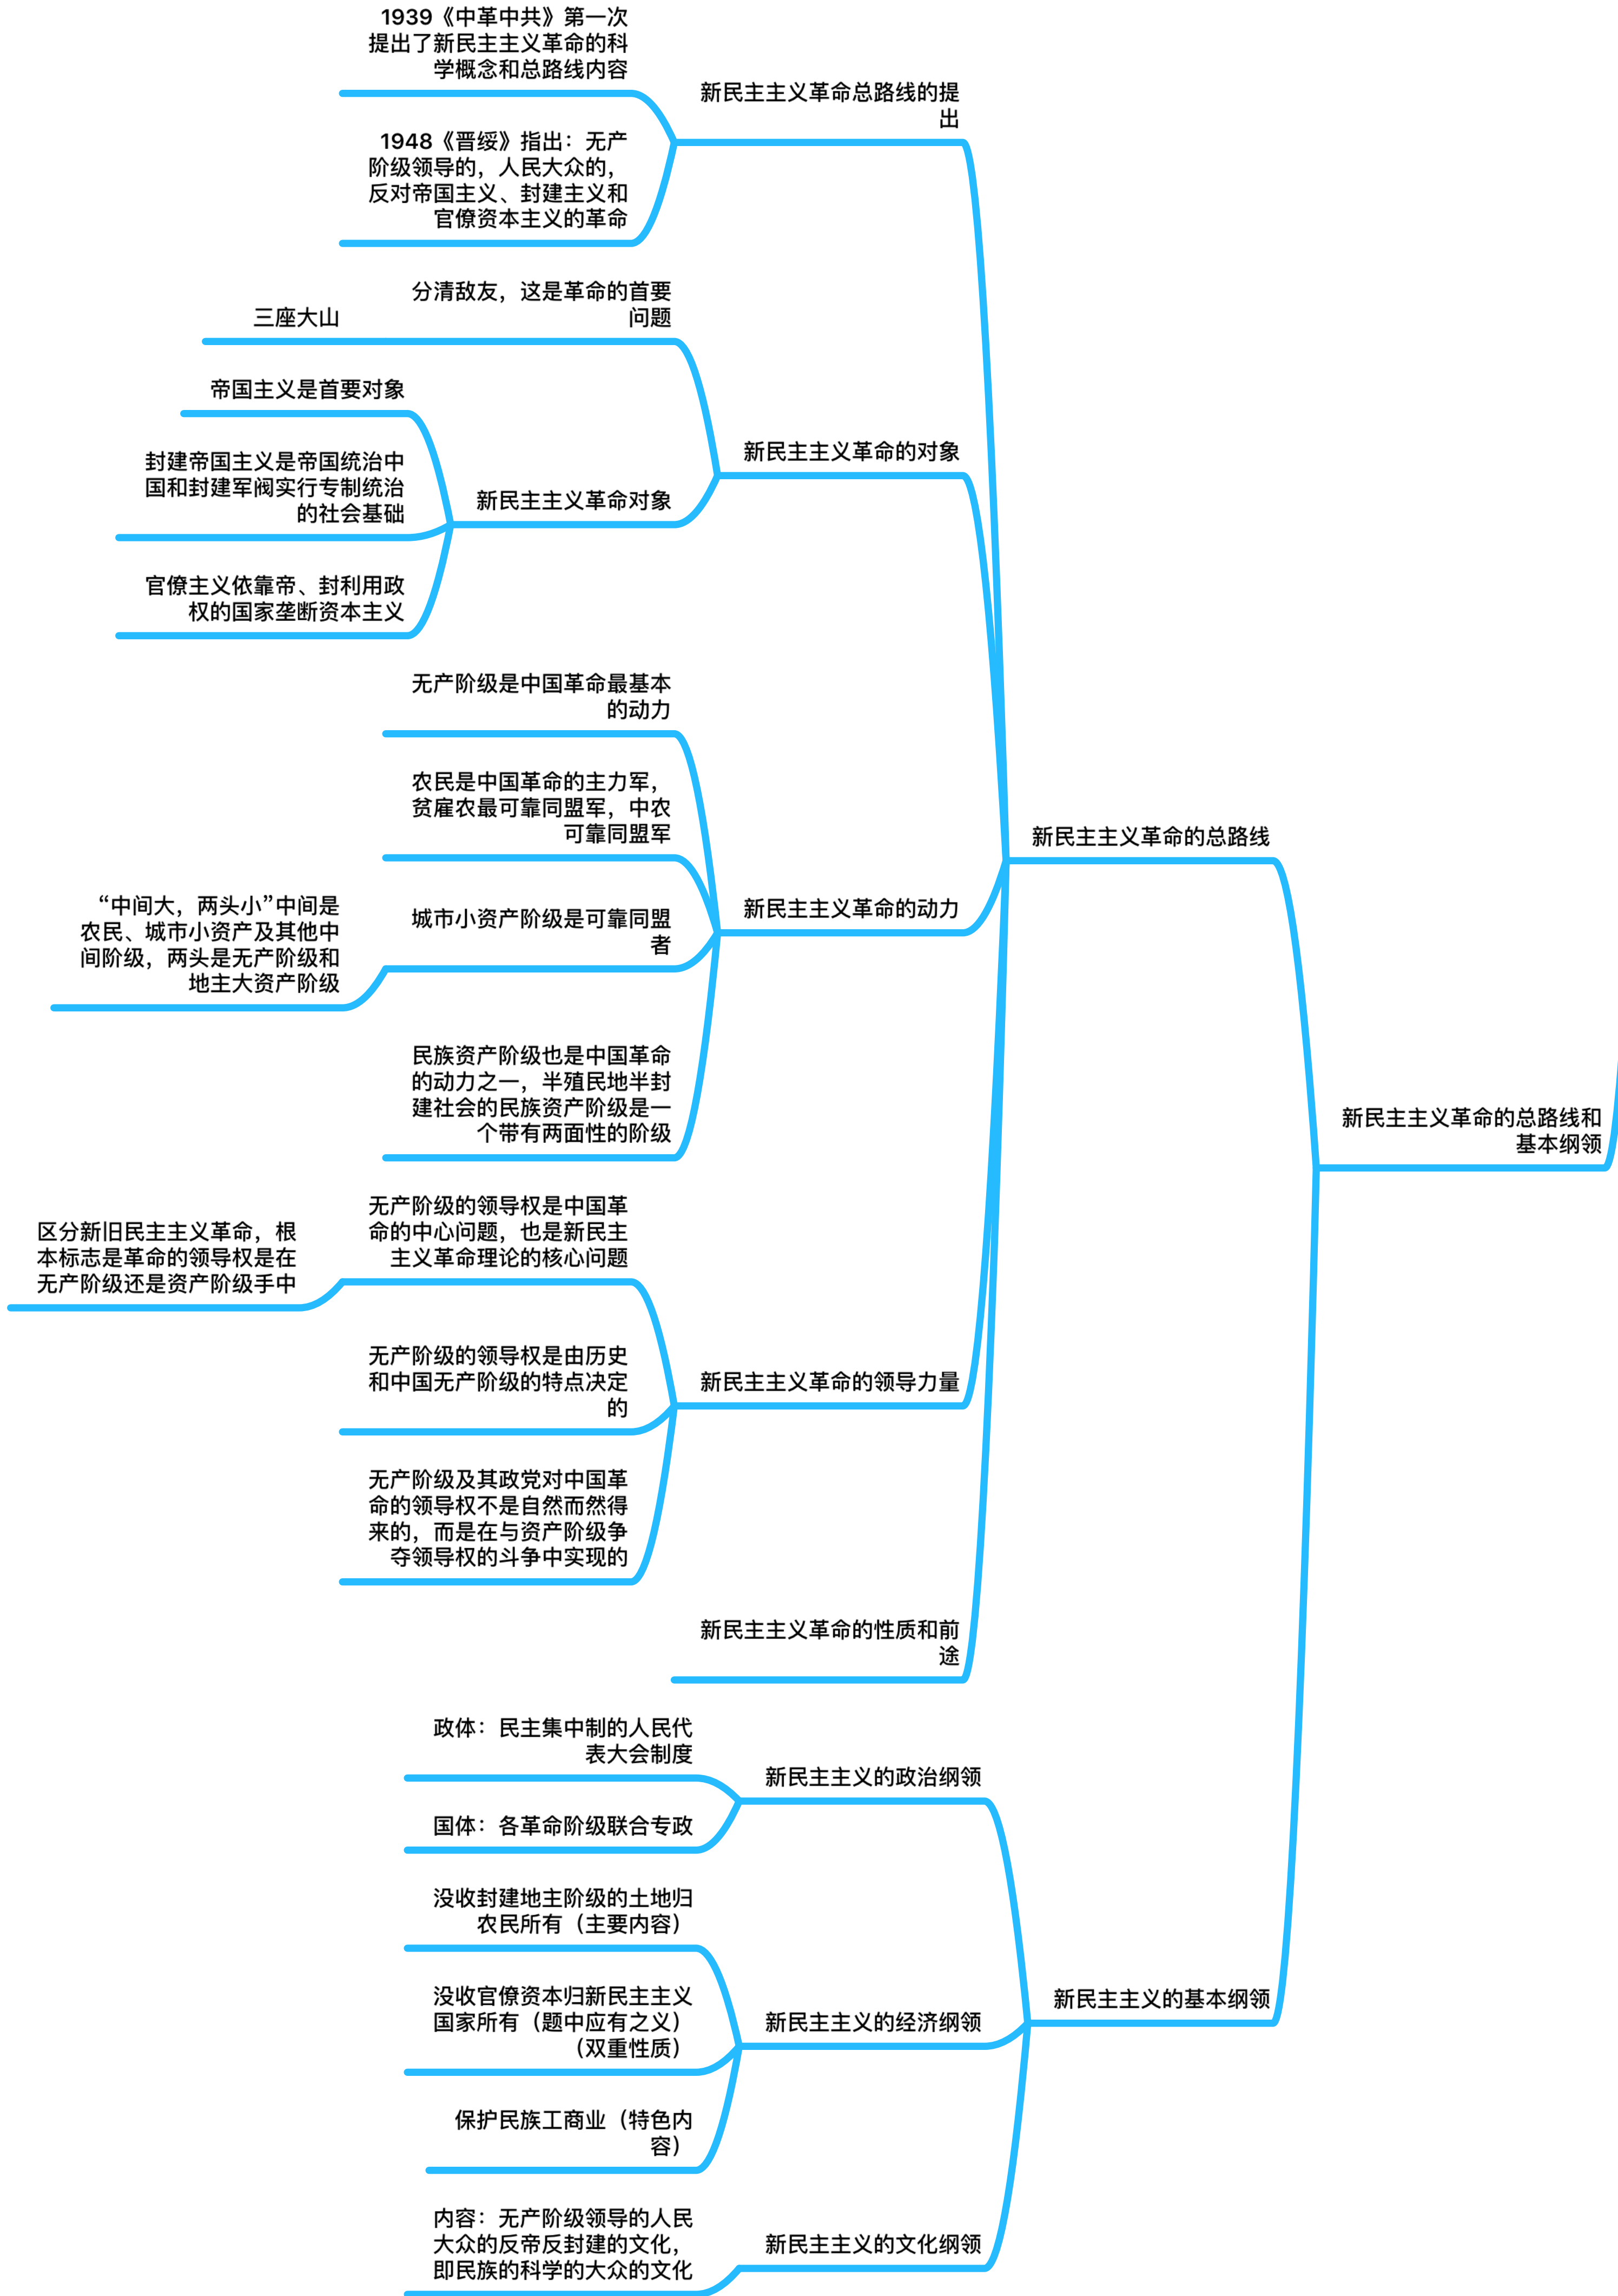 1939《中革中共》第一次
提出了新民主主义革命的科
学概念和总路线内容
新民主主义革命总路线的提
出
1948《晋绥》指出：无产
阶级领导的，人民大众的，
反对帝国主义、封建主义和
官僚资本主义的革命
分清敌友，这是革命的首要
问题
三座大山
帝国主义是首要对象
新民主主义革命的对象
封建帝国主义是帝国统治中
国和封建军阀实行专制统治
的社会基础
新民主主义革命对象
官僚主义依靠帝、封利用政
权的国家垄断资本主义
无产阶级是中国革命最基本
的动力
农民是中国革命的主力军，
贫雇农最可靠同盟军，中农
可靠同盟军
新民主主义革命的总路线
“中间大，两头小”中间是
农民、城市小资产及其他中
间阶级，两头是无产阶级和
地主大资产阶级
城市小资产阶级是可靠同盟
者
新民主主义革命的动力
民族资产阶级也是中国革命
的动力之一，半殖民地半封
建社会的民族资产阶级是一
个带有两面性的阶级
新民主主义革命的总路线和
基本纲领
无产阶级的领导权是中国革
命的中心问题，也是新民主
主义革命理论的核心问题
区分新旧民主主义革命，根
本标志是革命的领导权是在
无产阶级还是资产阶级手中
无产阶级的领导权是由历史
和中国无产阶级的特点决定
的
新民主主义革命的领导力量
无产阶级及其政党对中国革
命的领导权不是自然而然得
来的，而是在与资产阶级争
夺领导权的斗争中实现的
新民主主义革命的性质和前
途
政体：民主集中制的人民代
表大会制度
新民主主义的政治纲领
国体：各革命阶级联合专政
没收封建地主阶级的土地归
农民所有（主要内容）
没收官僚资本归新民主主义
国家所有（题中应有之义）
（双重性质）
新民主主义的经济纲领
新民主主义的基本纲领
保护民族工商业（特色内
容）
内容：无产阶级领导的人民
大众的反帝反封建的文化，
即民族的科学的大众的文化
新民主主义的文化纲领